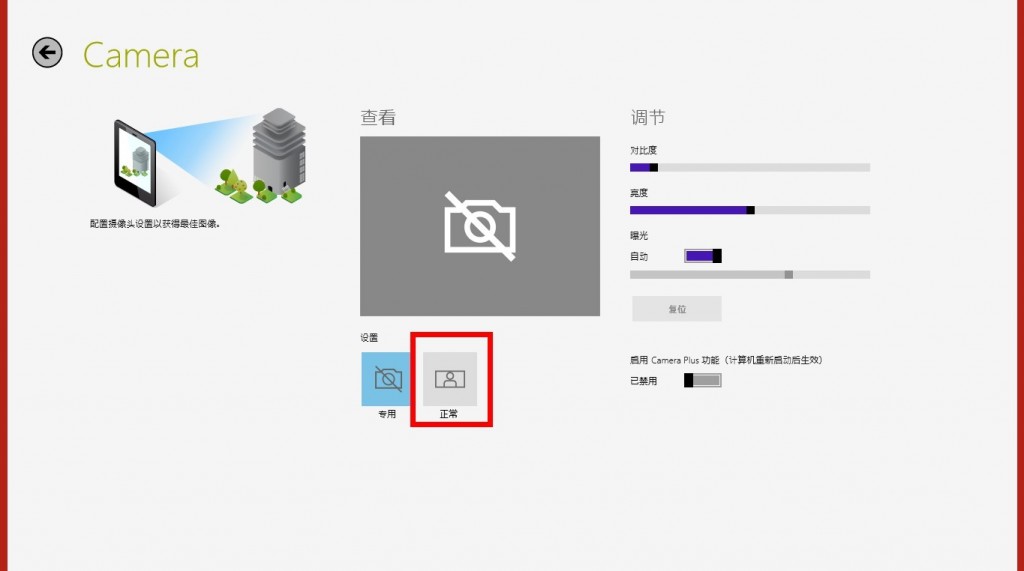 Camera
配置摄像头设置以获得最佳图像。
查看
设置
专用
正常
调节
对比度
亮度
曝光
自动
复位
启用 Camera Plus 功能（计算机重新启动后生效）
已禁用